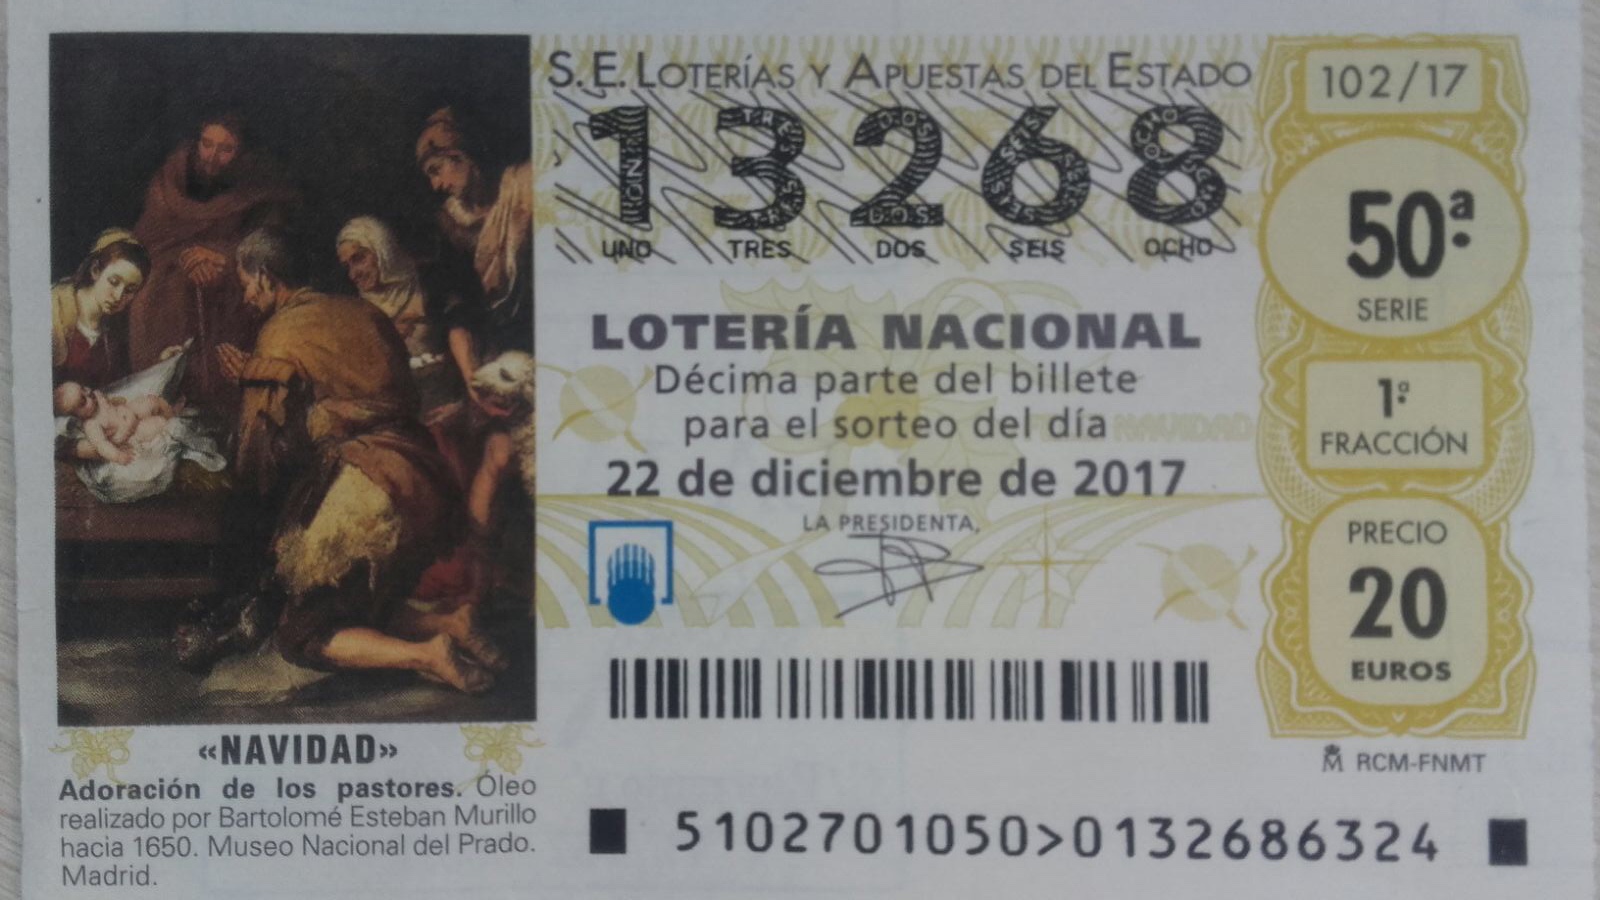 S.E. LOTERÍAS Y APUESTAS DEL ESTADO
13268
UNO TRES DOS SEIS OCHO
LOTERÍA NACIONAL
Décima parte del billete
para el sorteo del día
22 de diciembre de 2017
LA PRESIDENTA,
102/17
50ª
SERIE
1ª
FRACCIÓN
PRECIO
20
EUROS
RCM-FNMT
«NAVIDAD»
Adoración de los pastores. Óleo
realizado por Bartolomé Esteban Murillo
hacia 1650. Museo Nacional del Prado.
Madrid.
5102701050>0132686324